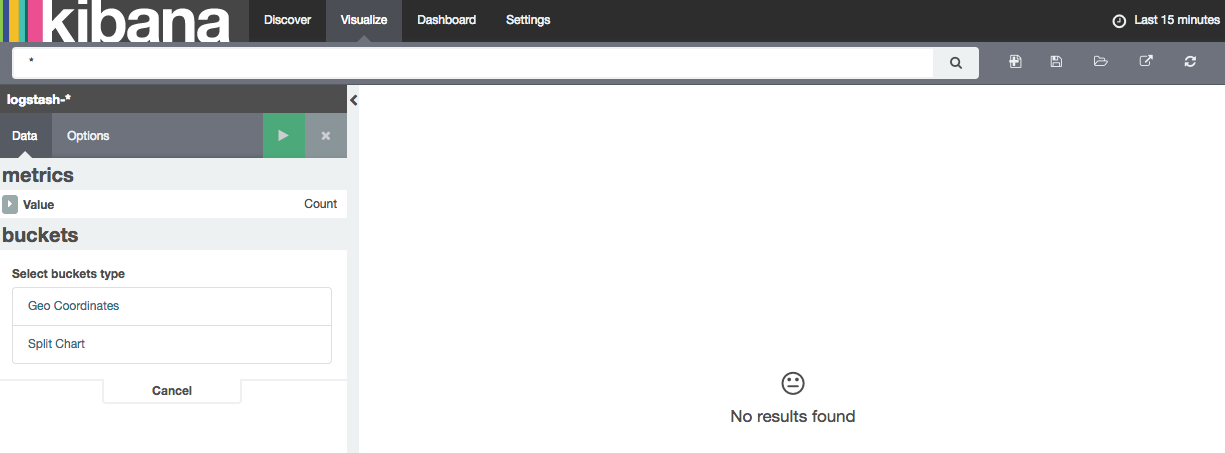 kibana Discover Visualize Dashboard Settings Last 15 minutes
*
logstash-*
Data Options
metrics
Value Count
buckets
Select buckets type
Geo Coordinates
Split Chart
Cancel
No results found